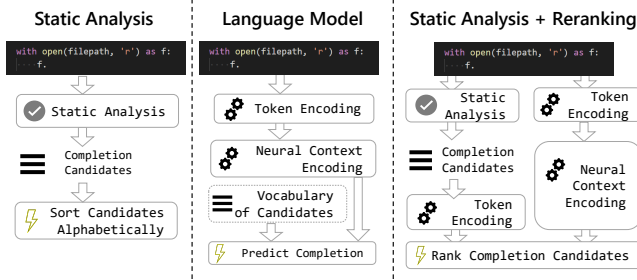 Static Analysis
with open(filepath, 'r') as f:
f.
Static Analysis
Completion
Candidates
Sort Candidates
Alphabetically
Language Model
with open(filepath, 'r') as f:
f.
Token Encoding
Neural Context
Encoding
Vocabulary
of Candidates
Predict Completion
Static Analysis + Reranking
with open(filepath, 'r') as f:
f.
Static
Analysis
Completion
Candidates
Token
Encoding
Token
Encoding
Neural
Context
Encoding
Rank Completion Candidates